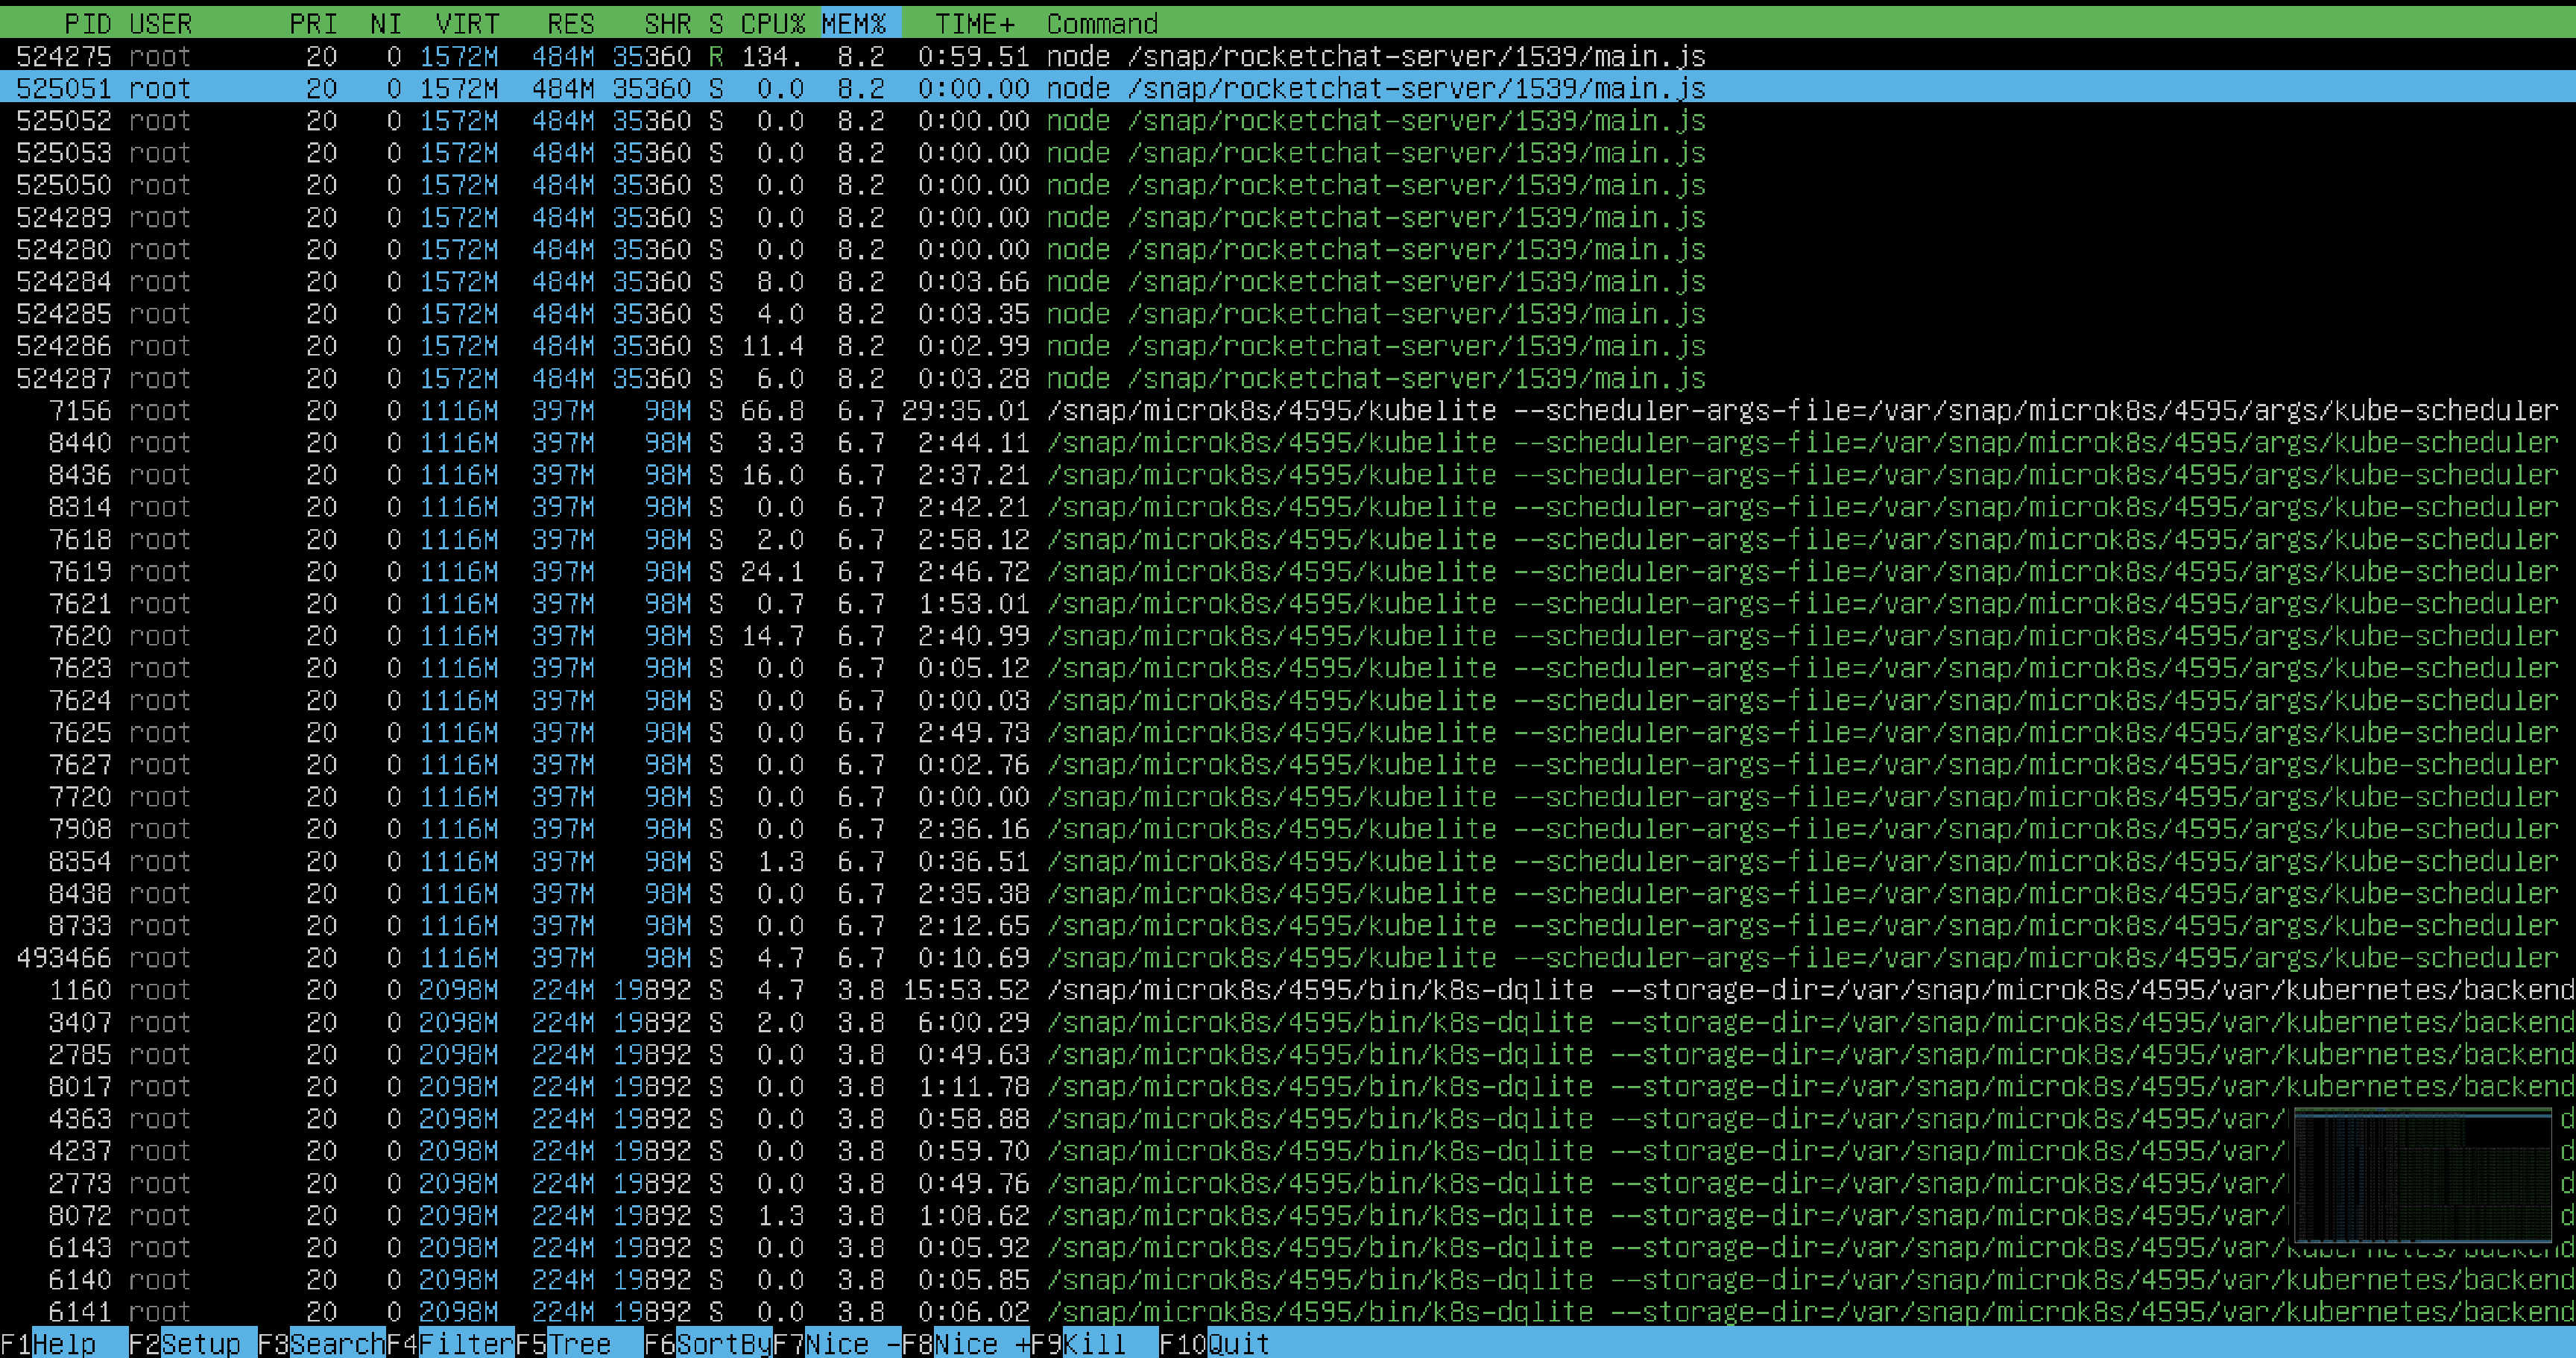 PID USER PRI NI VIRT RES SHR S CPU% MEM% TIME+ Command
524275 root 20 0 1572M 484M 35360 R 134. 8.2 0:59.51 node /snap/rocketchat-server/1539/main.js
525051 root 20 0 1572M 484M 35360 S 0.0 8.2 0:00.00 node /snap/rocketchat-server/1539/main.js
525052 root 20 0 1572M 484M 35360 S 0.0 8.2 0:00.00 node /snap/rocketchat-server/1539/main.js
525053 root 20 0 1572M 484M 35360 S 0.0 8.2 0:00.00 node /snap/rocketchat-server/1539/main.js
525050 root 20 0 1572M 484M 35360 S 0.0 8.2 0:00.00 node /snap/rocketchat-server/1539/main.js
524289 root 20 0 1572M 484M 35360 S 0.0 8.2 0:00.00 node /snap/rocketchat-server/1539/main.js
524280 root 20 0 1572M 484M 35360 S 0.0 8.2 0:00.00 node /snap/rocketchat-server/1539/main.js
524284 root 20 0 1572M 484M 35360 S 8.0 8.2 0:03.66 node /snap/rocketchat-server/1539/main.js
524285 root 20 0 1572M 484M 35360 S 4.0 8.2 0:03.35 node /snap/rocketchat-server/1539/main.js
524286 root 20 0 1572M 484M 35360 S 11.4 8.2 0:02.99 node /snap/rocketchat-server/1539/main.js
524287 root 20 0 1572M 484M 35360 S 6.0 8.2 0:03.28 node /snap/rocketchat-server/1539/main.js
7156 root 20 0 1116M 397M 98M S 66.8 6.7 29:35.01 /snap/microk8s/4595/kubelite --scheduler-args-file=/var/snap/microk8s/4595/args/kube-scheduler
8440 root 20 0 1116M 397M 98M S 3.3 6.7 2:44.11 /snap/microk8s/4595/kubelite --scheduler-args-file=/var/snap/microk8s/4595/args/kube-scheduler
8436 root 20 0 1116M 397M 98M S 16.0 6.7 2:37.21 /snap/microk8s/4595/kubelite --scheduler-args-file=/var/snap/microk8s/4595/args/kube-scheduler
8314 root 20 0 1116M 397M 98M S 0.0 6.7 2:42.21 /snap/microk8s/4595/kubelite --scheduler-args-file=/var/snap/microk8s/4595/args/kube-scheduler
7618 root 20 0 1116M 397M 98M S 2.0 6.7 2:58.12 /snap/microk8s/4595/kubelite --scheduler-args-file=/var/snap/microk8s/4595/args/kube-scheduler
7619 root 20 0 1116M 397M 98M S 24.1 6.7 2:46.72 /snap/microk8s/4595/kubelite --scheduler-args-file=/var/snap/microk8s/4595/args/kube-scheduler
7621 root 20 0 1116M 397M 98M S 0.7 6.7 1:53.01 /snap/microk8s/4595/kubelite --scheduler-args-file=/var/snap/microk8s/4595/args/kube-scheduler
7620 root 20 0 1116M 397M 98M S 14.7 6.7 2:40.99 /snap/microk8s/4595/kubelite --scheduler-args-file=/var/snap/microk8s/4595/args/kube-scheduler
7623 root 20 0 1116M 397M 98M S 0.0 6.7 0:05.12 /snap/microk8s/4595/kubelite --scheduler-args-file=/var/snap/microk8s/4595/args/kube-scheduler
7624 root 20 0 1116M 397M 98M S 0.0 6.7 0:00.03 /snap/microk8s/4595/kubelite --scheduler-args-file=/var/snap/microk8s/4595/args/kube-scheduler
7625 root 20 0 1116M 397M 98M S 0.0 6.7 2:49.73 /snap/microk8s/4595/kubelite --scheduler-args-file=/var/snap/microk8s/4595/args/kube-scheduler
7627 root 20 0 1116M 397M 98M S 0.0 6.7 0:02.76 /snap/microk8s/4595/kubelite --scheduler-args-file=/var/snap/microk8s/4595/args/kube-scheduler
7720 root 20 0 1116M 397M 98M S 0.0 6.7 0:00.00 /snap/microk8s/4595/kubelite --scheduler-args-file=/var/snap/microk8s/4595/args/kube-scheduler
7908 root 20 0 1116M 397M 98M S 0.0 6.7 2:36.16 /snap/microk8s/4595/kubelite --scheduler-args-file=/var/snap/microk8s/4595/args/kube-scheduler
8354 root 20 0 1116M 397M 98M S 1.3 6.7 0:36.51 /snap/microk8s/4595/kubelite --scheduler-args-file=/var/snap/microk8s/4595/args/kube-scheduler
8438 root 20 0 1116M 397M 98M S 0.0 6.7 2:35.38 /snap/microk8s/4595/kubelite --scheduler-args-file=/var/snap/microk8s/4595/args/kube-scheduler
8733 root 20 0 1116M 397M 98M S 0.0 6.7 2:12.65 /snap/microk8s/4595/kubelite --scheduler-args-file=/var/snap/microk8s/4595/args/kube-scheduler
493466 root 20 0 1116M 397M 98M S 4.7 6.7 0:10.69 /snap/microk8s/4595/kubelite --scheduler-args-file=/var/snap/microk8s/4595/args/kube-scheduler
1160 root 20 0 2098M 224M 19892 S 4.7 3.8 15:53.52 /snap/microk8s/4595/bin/k8s-dqlite --storage-dir=/var/snap/microk8s/4595/var/kubernetes/backend
3407 root 20 0 2098M 224M 19892 S 2.0 3.8 6:00.29 /snap/microk8s/4595/bin/k8s-dqlite --storage-dir=/var/snap/microk8s/4595/var/kubernetes/backend
2785 root 20 0 2098M 224M 19892 S 0.0 3.8 0:49.63 /snap/microk8s/4595/bin/k8s-dqlite --storage-dir=/var/snap/microk8s/4595/var/kubernetes/backend
8017 root 20 0 2098M 224M 19892 S 0.0 3.8 1:11.78 /snap/microk8s/4595/bin/k8s-dqlite --storage-dir=/var/snap/microk8s/4595/var/kubernetes/backend
4363 root 20 0 2098M 224M 19892 S 0.0 3.8 0:58.88 /snap/microk8s/4595/bin/k8s-dqlite --storage-dir=/var/snap/microk8s/4595/var/ d
4237 root 20 0 2098M 224M 19892 S 0.0 3.8 0:59.70 /snap/microk8s/4595/bin/k8s-dqlite --storage-dir=/var/snap/microk8s/4595/var/ d
2773 root 20 0 2098M 224M 19892 S 0.0 3.8 0:49.76 /snap/microk8s/4595/bin/k8s-dqlite --storage-dir=/var/snap/microk8s/4595/var/ d
8072 root 20 0 2098M 224M 19892 S 1.3 3.8 1:08.62 /snap/microk8s/4595/bin/k8s-dqlite --storage-dir=/var/snap/microk8s/4595/var/ d
6143 root 20 0 2098M 224M 19892 S 0.0 3.8 0:05.92 /snap/microk8s/4595/bin/k8s-dqlite --storage-dir=/var/snap/microk8s/4595/var/kubernetes/backend
6140 root 20 0 2098M 224M 19892 S 0.0 3.8 0:05.85 /snap/microk8s/4595/bin/k8s-dqlite --storage-dir=/var/snap/microk8s/4595/var/kubernetes/backend
6141 root 20 0 2098M 224M 19892 S 0.0 3.8 0:06.02 /snap/microk8s/4595/bin/k8s-dqlite --storage-dir=/var/snap/microk8s/4595/var/kubernetes/backend
F1Help F2Setup F3SearchF4FilterF5Tree F6SortByF7Nice -F8Nice +F9Kill F10Quit